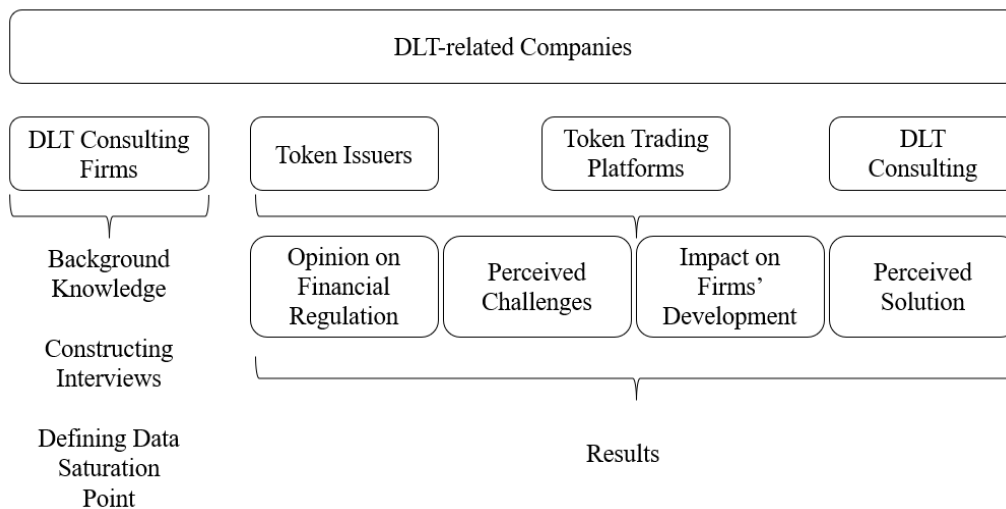 DLT-related Companies
DLT Consulting
Firms
Token Issuers
Token Trading
Platforms
DLT
Consulting
Background
Knowledge
Constructing
Interviews
Defining Data
Saturation
Point
Opinion on
Financial
Regulation
Perceived
Challenges
Impact on
Firms’
Development
Perceived
Solution
Results